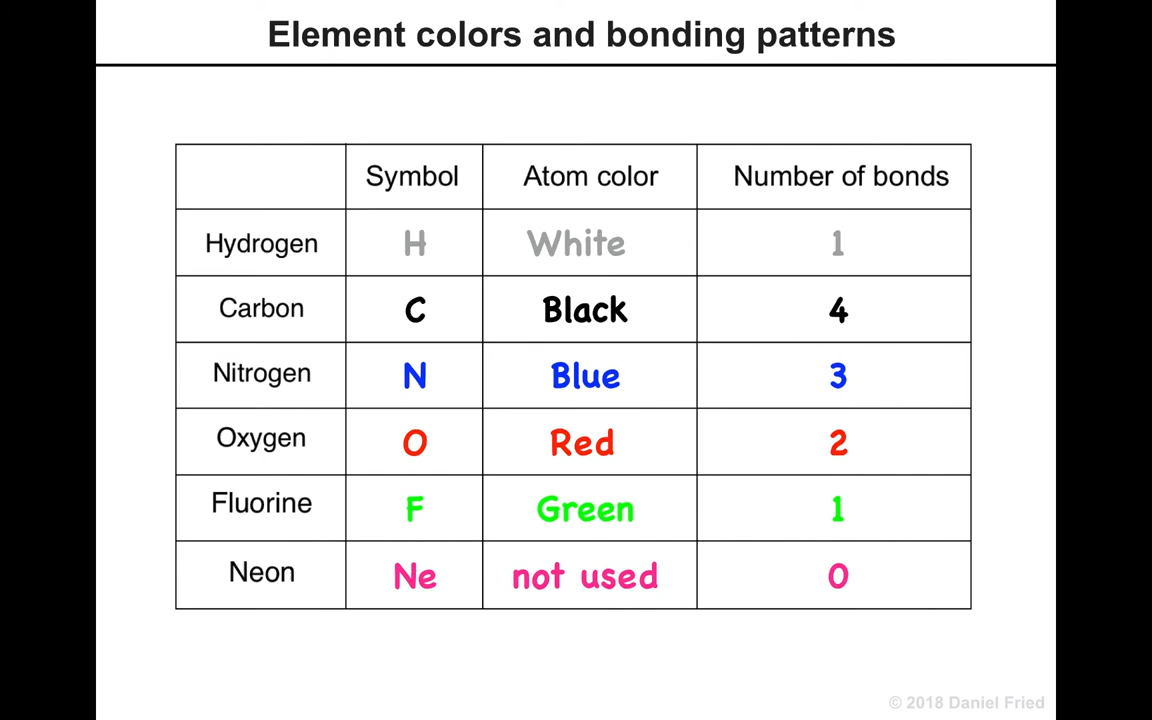 Element colors and bonding patterns
Symbol Atom color Number of bonds
Hydrogen H White 1
Carbon C Black 4
Nitrogen N Blue 3
Oxygen O Red 2
Fluorine F Green 1
Neon Ne not used 0
© 2018 Daniel Fried